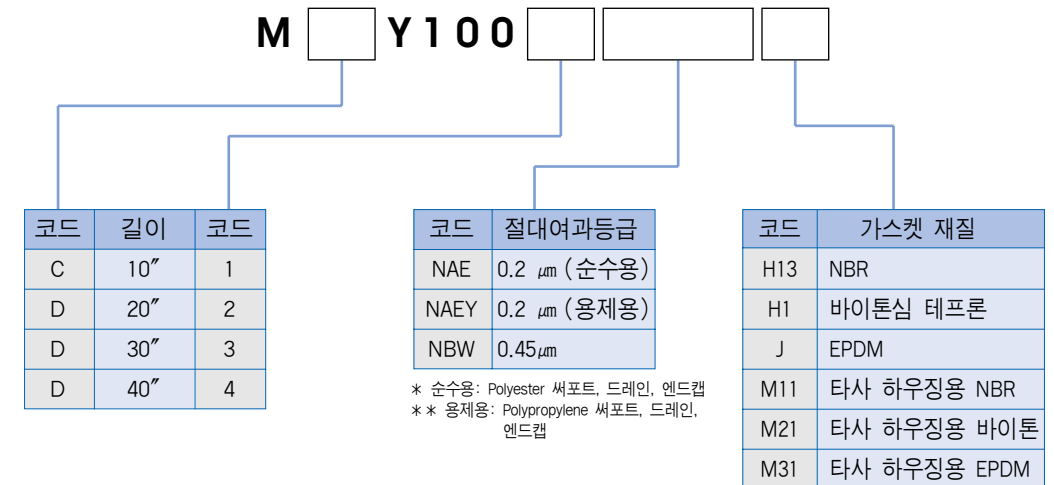 M Y100
코드 길이 코드
C 10″ 1
D 20″ 2
D 30″ 3
D 40″ 4
코드 절대여과등급
NAE 0.2 ㎛ (순수용)
NAEY 0.2 ㎛ (용제용)
NBW 0.45㎛
* 순수용: Polyester 써포트, 드레인, 엔드캡
** 용제용: Polypropylene 써포트, 드레인,
엔드캡
코드 가스켓 재질
H13 NBR
H1 바이톤심 테프론
J EPDM
M11 타사 하우징용 NBR
M21 타사 하우징용 바이톤
M31 타사 하우징용 EPDM